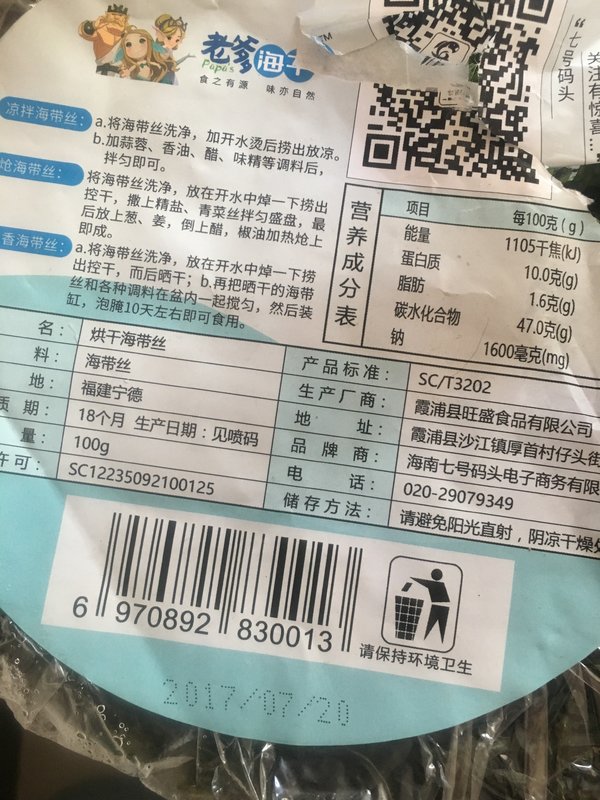 老爹海
Papa's
TM
食之有源 味亦自然
“七号码头
关注有惊喜...
凉拌海带丝：
a.将海带丝洗净，加开水烫后捞出放凉。
b.加蒜蓉、香油、醋、味精等调料后，
拌匀即可。
炝海带丝：
将海带丝洗净，放在开水中焯一下捞出
控干，撒上精盐、青菜丝拌匀盛盘，最
后放上葱、姜，倒上醋，椒油加热炝上
即成。
香海带丝：
a.将海带丝洗净，放在开水中焯一下捞
出控干，而后晒干；b.再把晒干的海带
丝和各种调料在盆内一起搅匀，然后装
缸，泡腌10天左右即可食用。
营养成分表
项目 每100克(g)
能量 1105千焦(kJ)
蛋白质 10.0克(g)
脂肪 1.6克(g)
碳水化合物 47.0克(g)
钠 1600毫克(mg)
名： 烘干海带丝
料： 海带丝
地： 福建宁德
质期： 18个月 生产日期：见喷码
量： 100g
许可： SC12235092100125
产品标准： SC/T3202
生产厂商： 霞浦县旺盛食品有限公司
地址： 霞浦县沙江镇厚首村仔头街
品牌商： 海南七号码头电子商务有限
电话： 020-29079349
储存方法： 请避免阳光直射，阴凉干燥处
6 970892 830013
请保持环境卫生
2017/07/20